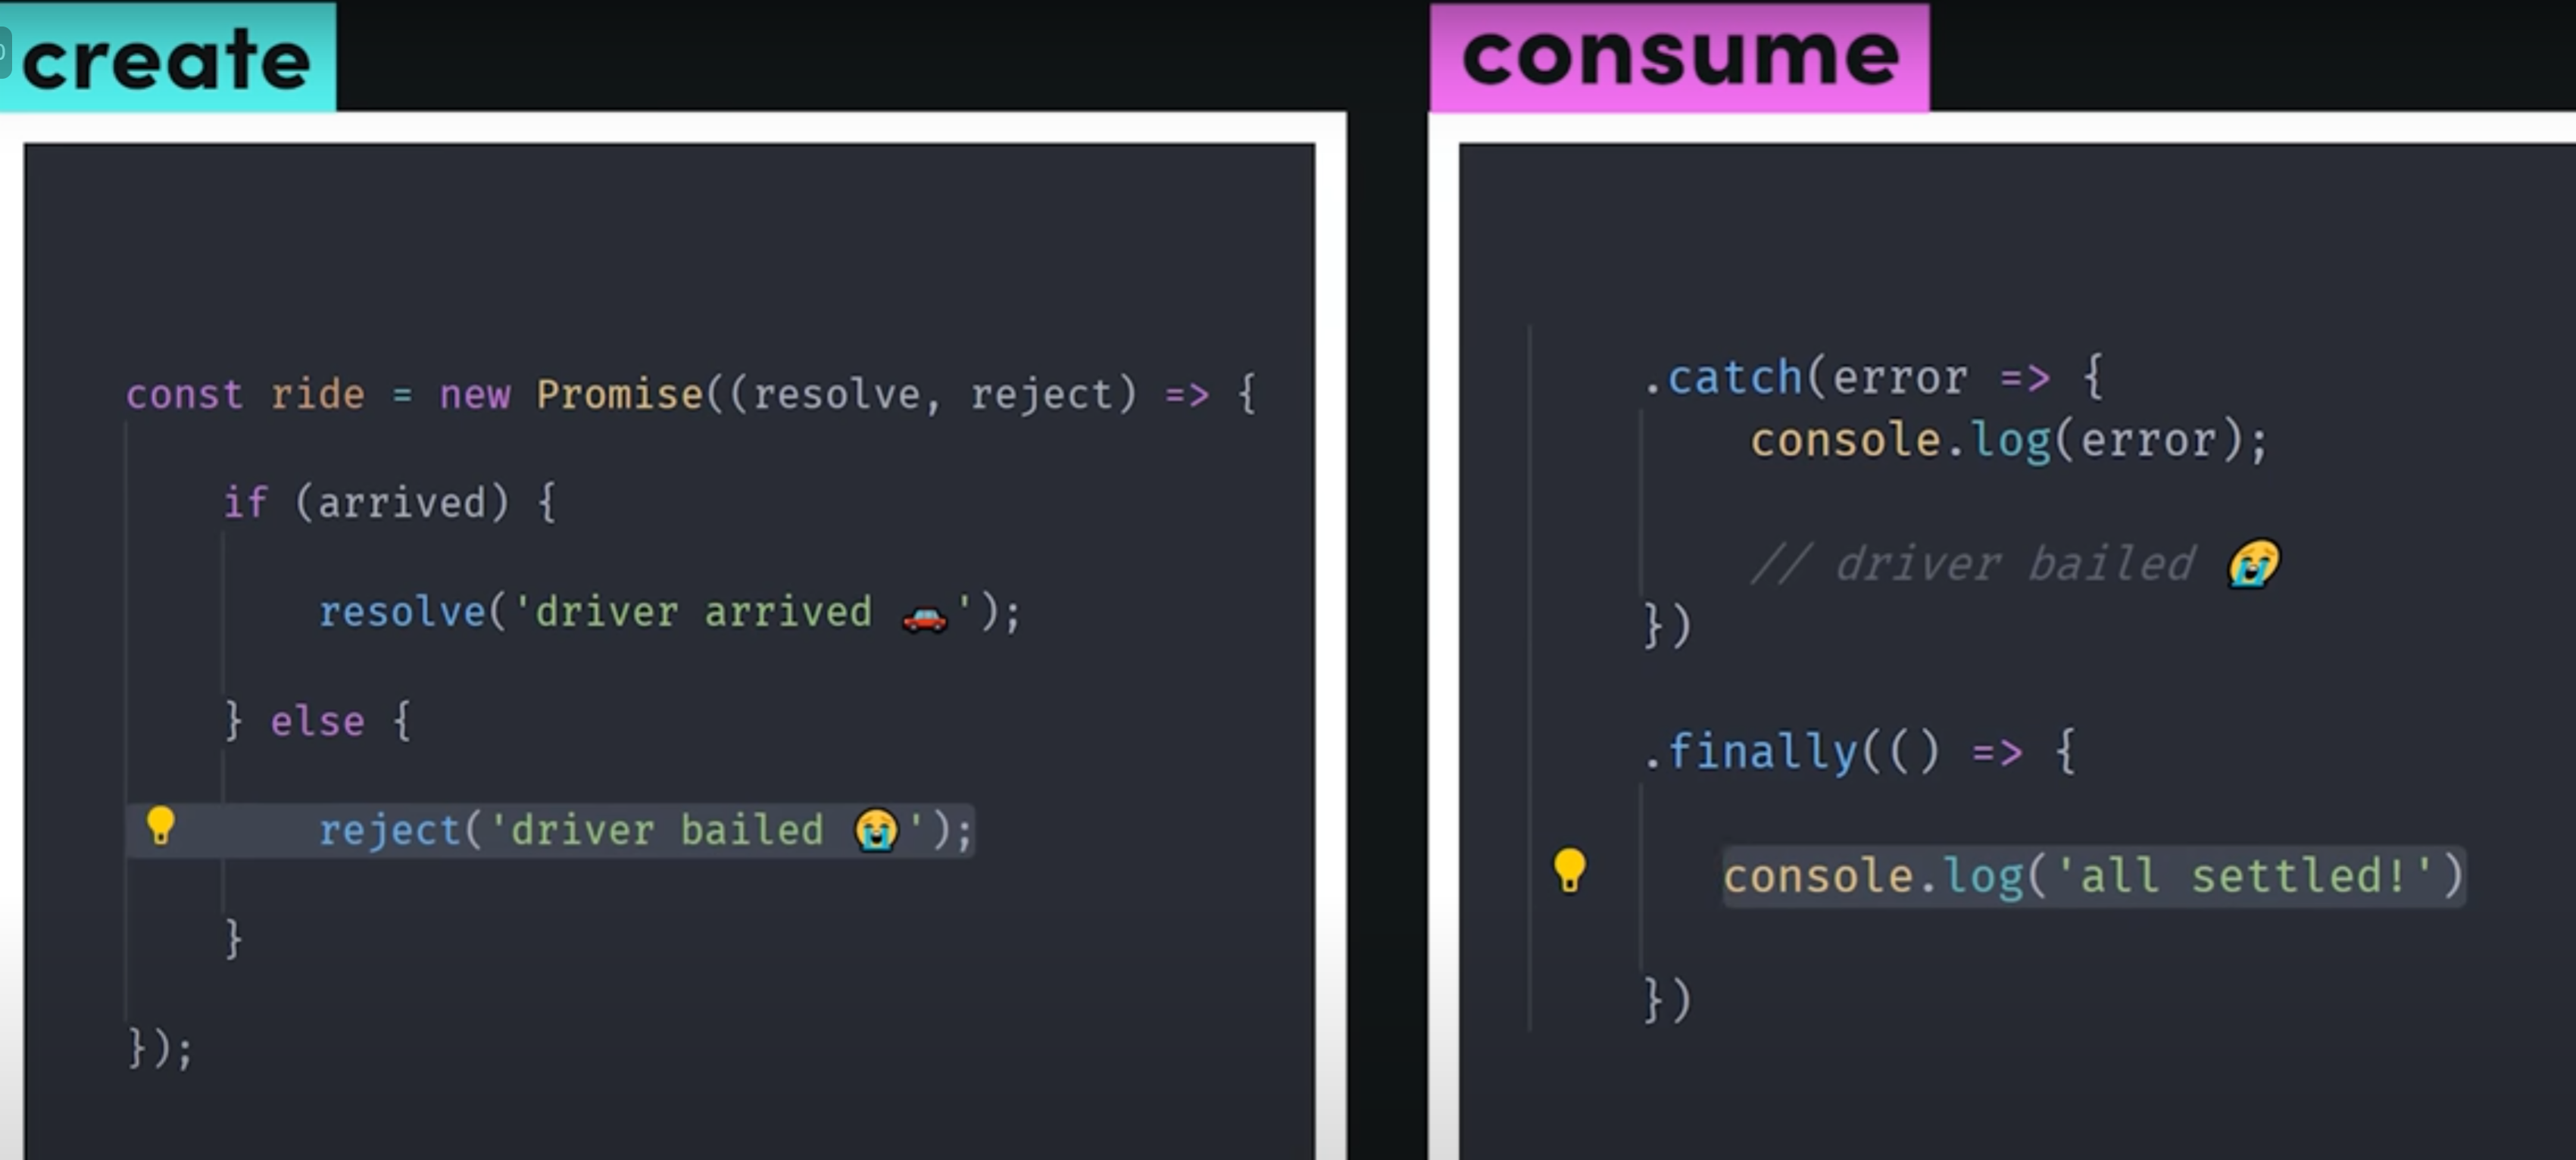 create
const ride = new Promise((resolve, reject) => {
if (arrived) {
resolve('driver arrived 🚗');
} else {
reject('driver bailed 😭');
}
});
consume
.catch(error => {
console.log(error);
// driver bailed 😭
})
.finally(() => {
console.log('all settled!')
})